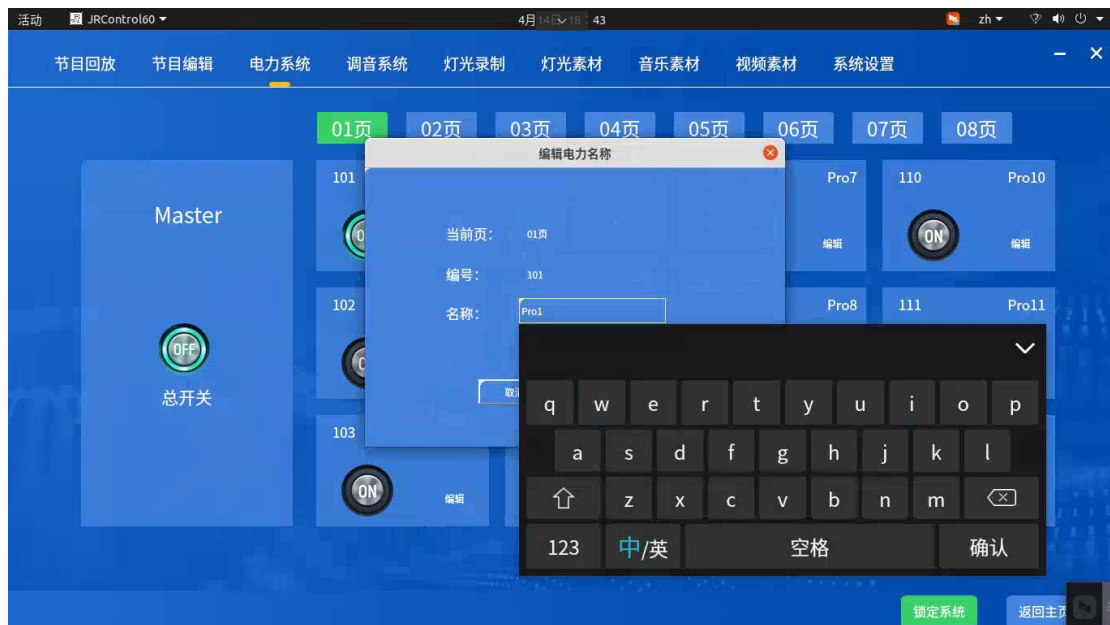 活动 JRControl60 4月14日 18：43 zh
节目回放 节目编辑 电力系统 调音系统 灯光录制 灯光素材 音乐素材 视频素材 系统设置
01页 02页 03页 04页 05页 06页 07页 08页
编辑电力名称
Master
OFF
总开关
101
102
103
ON
编辑
当前页： 01页
编号： 101
名称： Pro1
Pro7
编辑
110 Pro10
ON
编辑
Pro8
111 Pro11
q w e r t y u i o p
a s d f g h j k l
z x c v b n m
123 中/英 空格 确认
锁定系统 返回主页